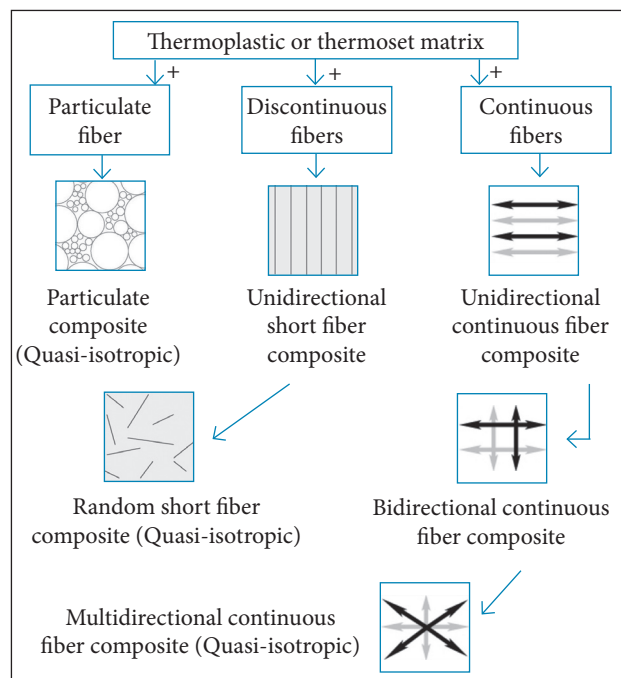 Thermoplastic or thermoset matrix
+ + +
Particulate
fiber
Discontinuous
fibers
Continuous
fibers
Particulate
composite
(Quasi-isotropic)
Unidirectional
short fiber
composite
Unidirectional
continuous fiber
composite
Random short fiber
composite (Quasi-isotropic)
Bidirectional continuous
fiber composite
Multidirectional continuous
fiber composite (Quasi-isotropic)